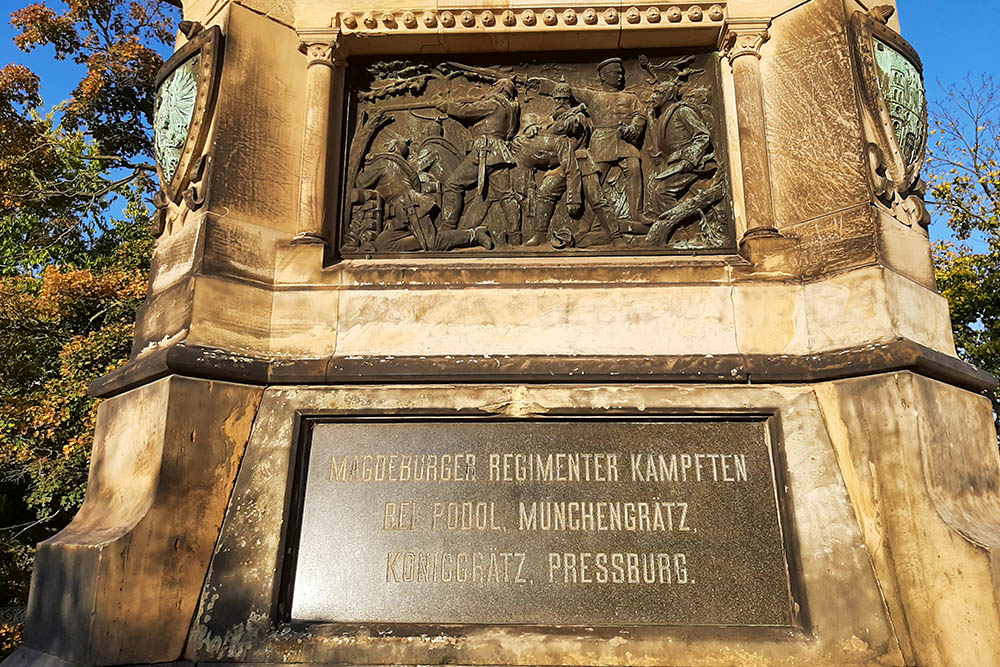 MAGDEBURGER REGIMENTER KÄMPFTEN
BEI PODOL, MÜNCHENGRÄTZ,
KÖNIGGRÄTZ, PRESSBURG.